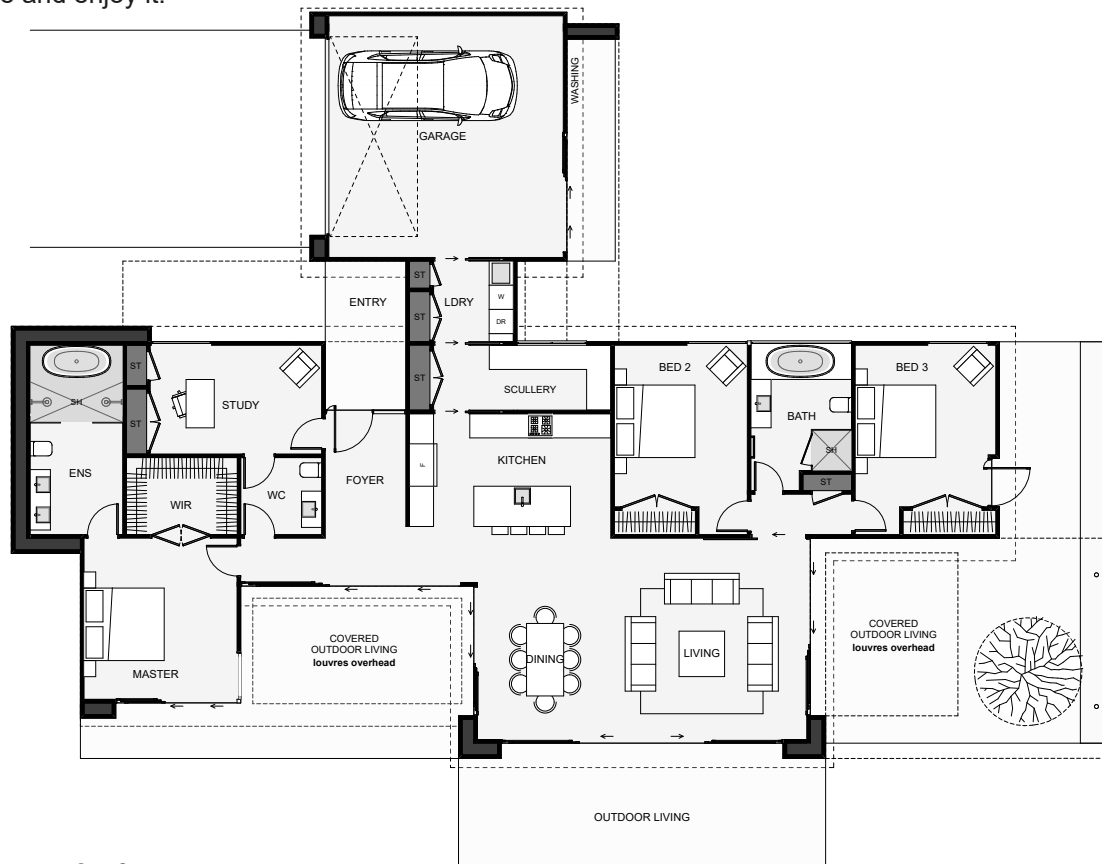 and enjoy it.
WASHING
GARAGE
ST
ENTRY
LDRY
W
ST
DR
ST
SCULLERY
BED 2
BED 3
ST
STUDY
SH
ST
BATH
SH
ST
KITCHEN
F
ENS
WIR
WC
FOYER
COVERED
OUTDOOR LIVING
louvres overhead
DINING
LIVING
COVERED
OUTDOOR LIVING
louvres overhead
MASTER
OUTDOOR LIVING